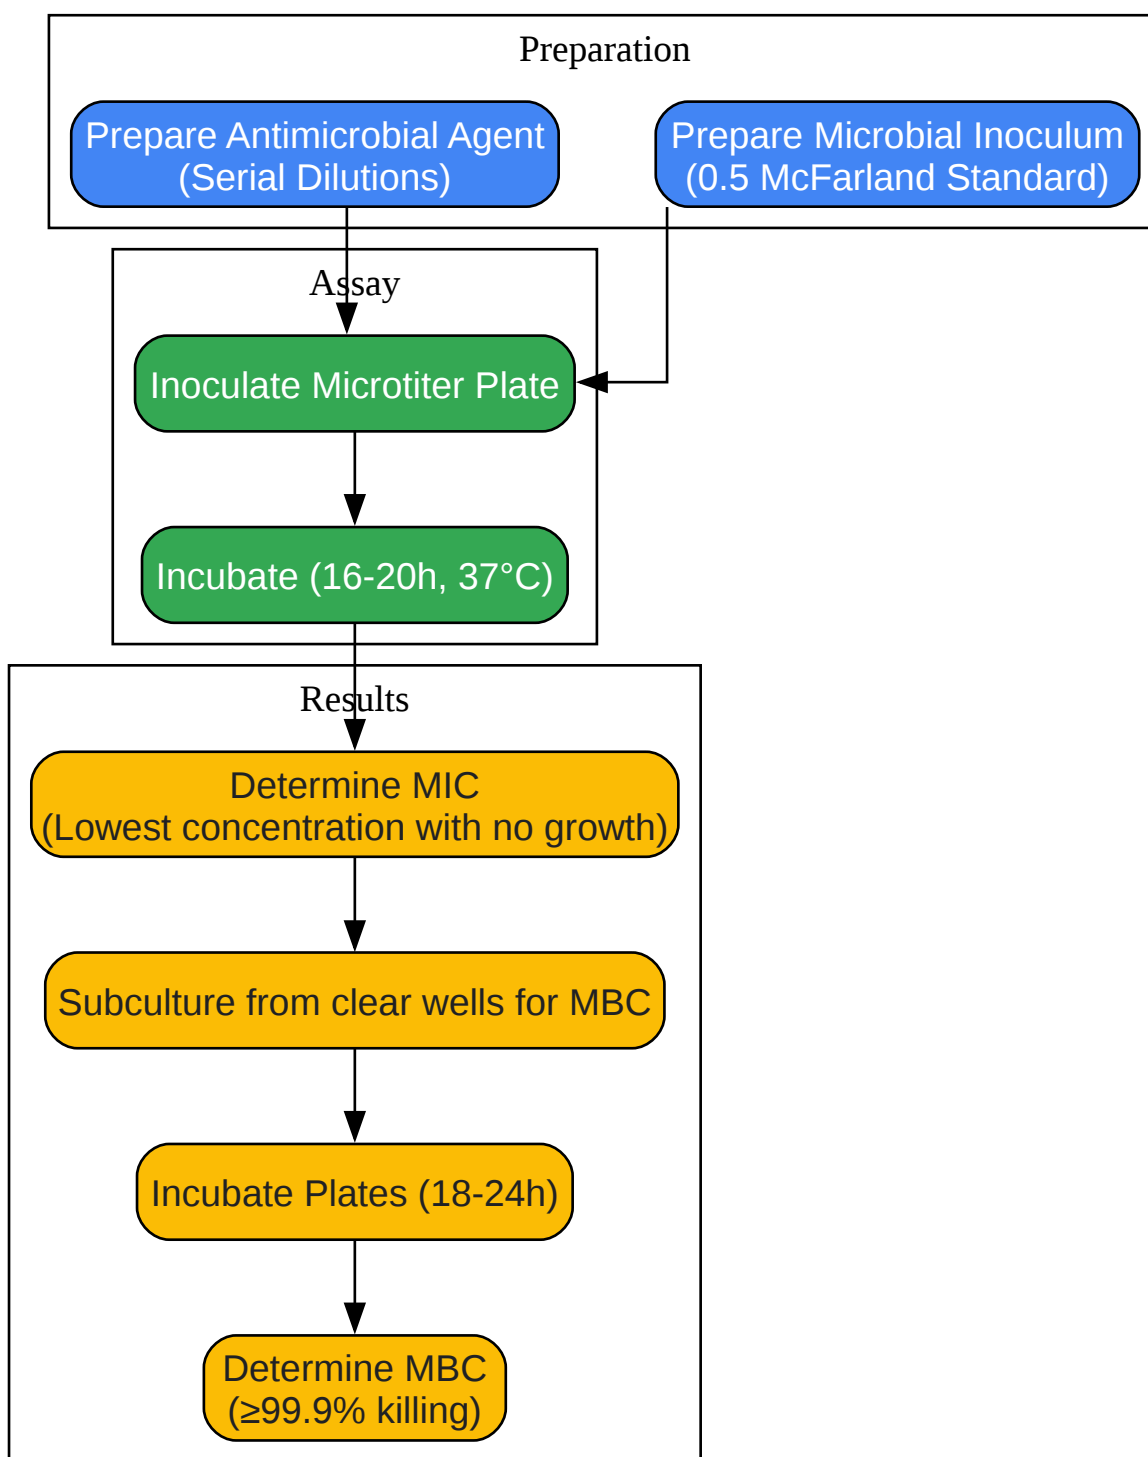 Preparation
Prepare Antimicrobial Agent
(Serial Dilutions)
Prepare Microbial Inoculum
(0.5 McFarland Standard)
Assay
Inoculate Microtiter Plate
Incubate (16-20h, 37°C)
Results
Determine MIC
(Lowest concentration with no growth)
Subculture from clear wells for MBC
Incubate Plates (18-24h)
Determine MBC
(≥99.9% killing)